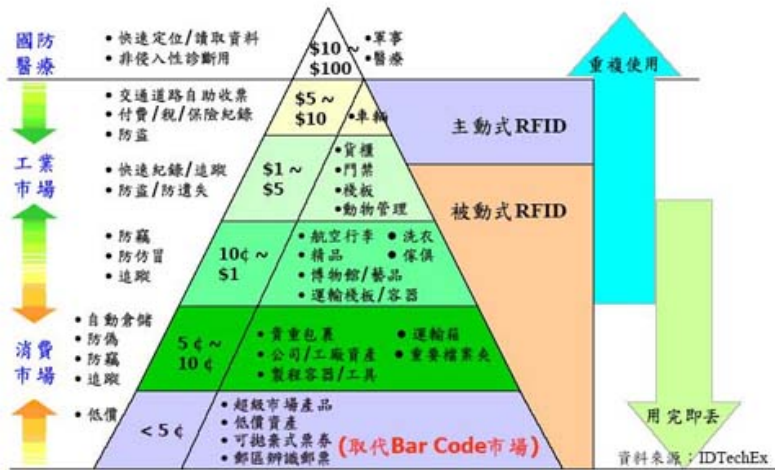 國防
醫療
• 快速定位/讀取資料
• 非侵入性診斷用
$10 ~
$100
•軍事
•醫療
重複使用
• 交通道路自助收票
• 付費/稅/保險紀錄
• 防盜
$5 ~
$10
•車輛
主動式RFID
工業
市場
• 快速紀錄/追蹤
• 防盜/防遺失
$1 ~
$5
•貨櫃
•門禁
•棧板
•動物管理
被動式RFID
• 防竊
• 防仿冒
• 追蹤
10¢ ~
$1
• 航空行李 • 洗衣
• 精品 • 傢俱
• 博物館/藝品
• 運輸棧板/容器
消費
市場
• 自動倉儲
• 防偽
• 防竊
• 追蹤
5 ¢ ~
10 ¢
• 貴重包裹 • 運輸箱
• 公司/工廠資產 • 重要檔案夾
• 製程容器/工具
• 低價
< 5 ¢
• 超級市場產品
• 低價資產
• 可拋棄式票券
• 郵區辨識郵票
(取代Bar Code市場)
用完即丟
資料來源：IDTechEx